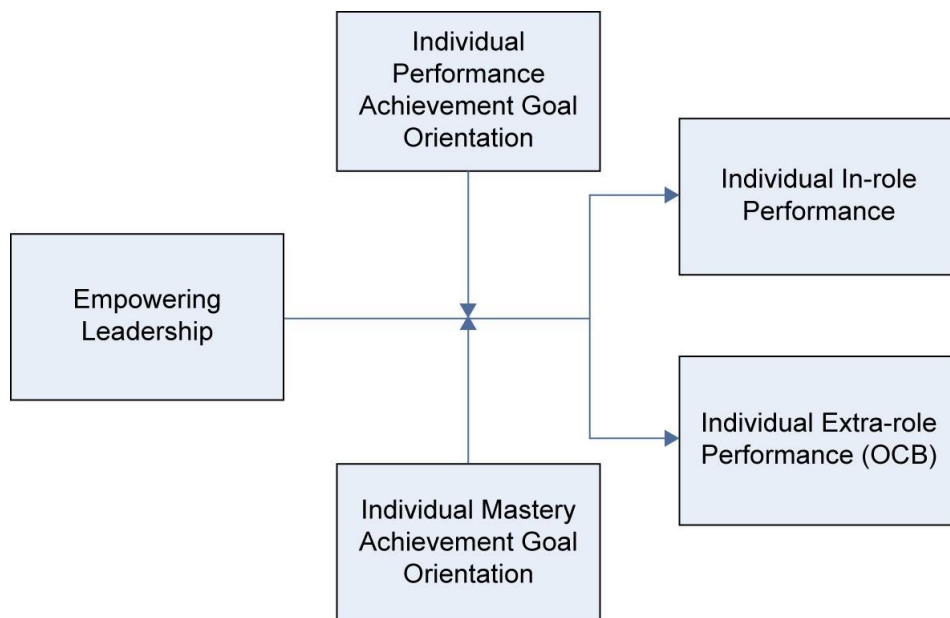 Individual
Performance
Achievement Goal
Orientation
Individual In-role
Performance
Empowering
Leadership
Individual Extra-role
Performance (OCB)
Individual Mastery
Achievement Goal
Orientation